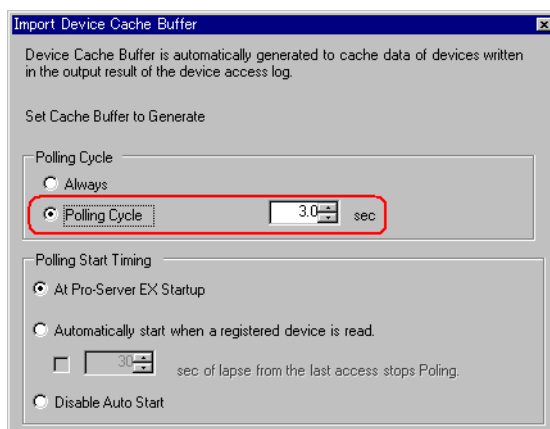 Import Device Cache Buffer
Device Cache Buffer is automatically generated to cache data of devices written
in the output result of the device access log.
Set Cache Buffer to Generate
Polling Cycle
Always
Polling Cycle 3.0 sec
Polling Start Timing
At Pro-Server EX Startup
Automatically start when a registered device is read.
30 sec of lapse from the last access stops Poling.
Disable Auto Start